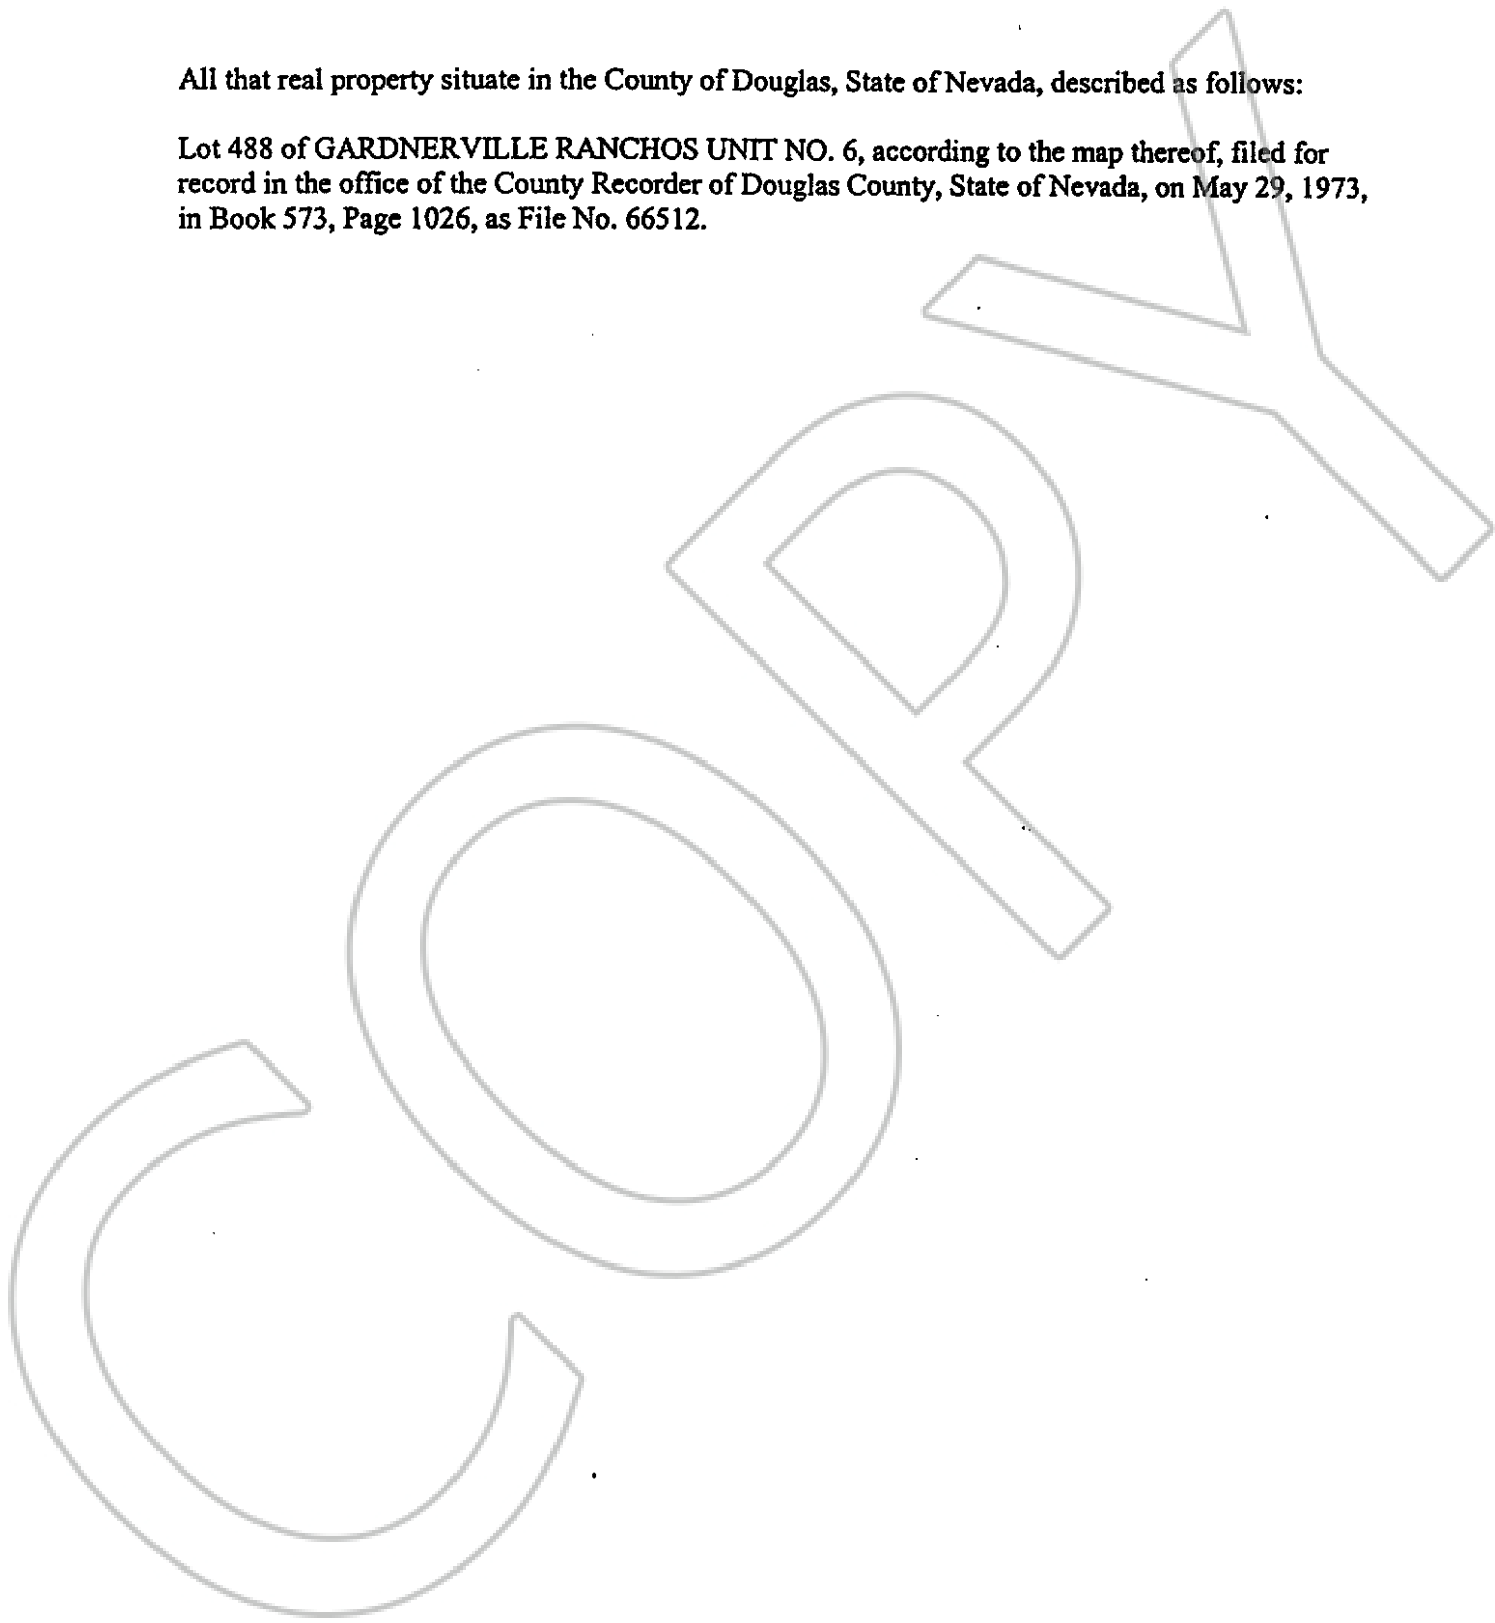 All that real property situate in the County of Douglas, State of Nevada, described as follows:
Lot 488 of GARDNERVILLE RANCHOS UNIT NO. 6, according to the map thereof, filed for
record in the office of the County Recorder of Douglas County, State of Nevada, on May 29, 1973,
in Book 573, Page 1026, as File No. 66512.
COPY